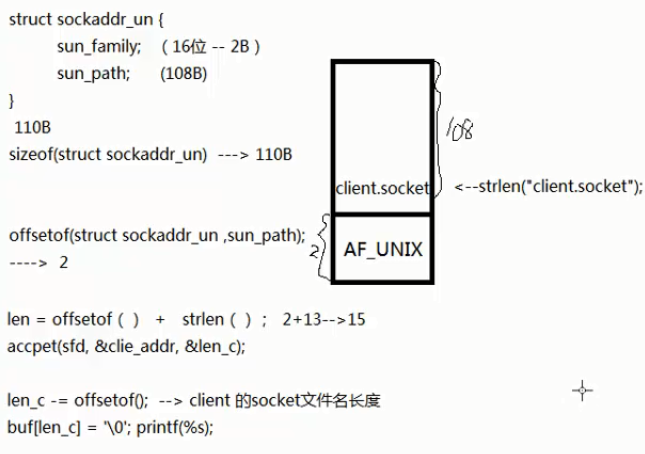 struct sockaddr_un {
sun_family; （16位 -- 2B ）
sun_path; (108B)
}
110B
sizeof(struct sockaddr_un) ---> 110B
108
client.socket
<--strlen("client.socket");
offsetof(struct sockaddr_un ,sun_path);
----> 2
2
AF_UNIX
len = offsetof（ ） + strlen（ ）; 2+13-->15
accpet(sfd, &clie_addr, &len_c);
len_c -= offsetof(); --> client 的socket文件名长度
buf[len_c] = '\0'; printf(%s);